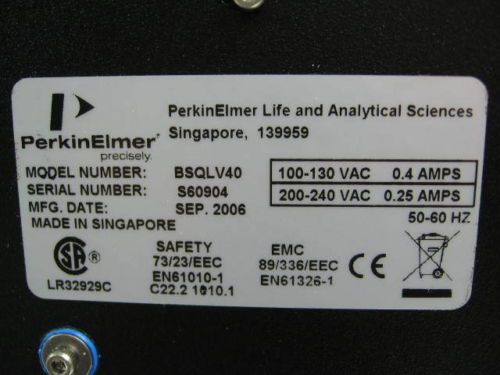 PerkinElmer
precisely.
PerkinElmer Life and Analytical Sciences
Singapore, 139959
MODEL NUMBER: BSQLV40
SERIAL NUMBER: S60904
MFG. DATE: SEP. 2006
MADE IN SINGAPORE
100-130 VAC 0.4 AMPS
200-240 VAC 0.25 AMPS
50-60 HZ
SA ®
LR32929C
SAFETY
73/23/EEC
EN61010-1
C22.2 1010.1
EMC
89/336/EEC
EN61326-1
CE